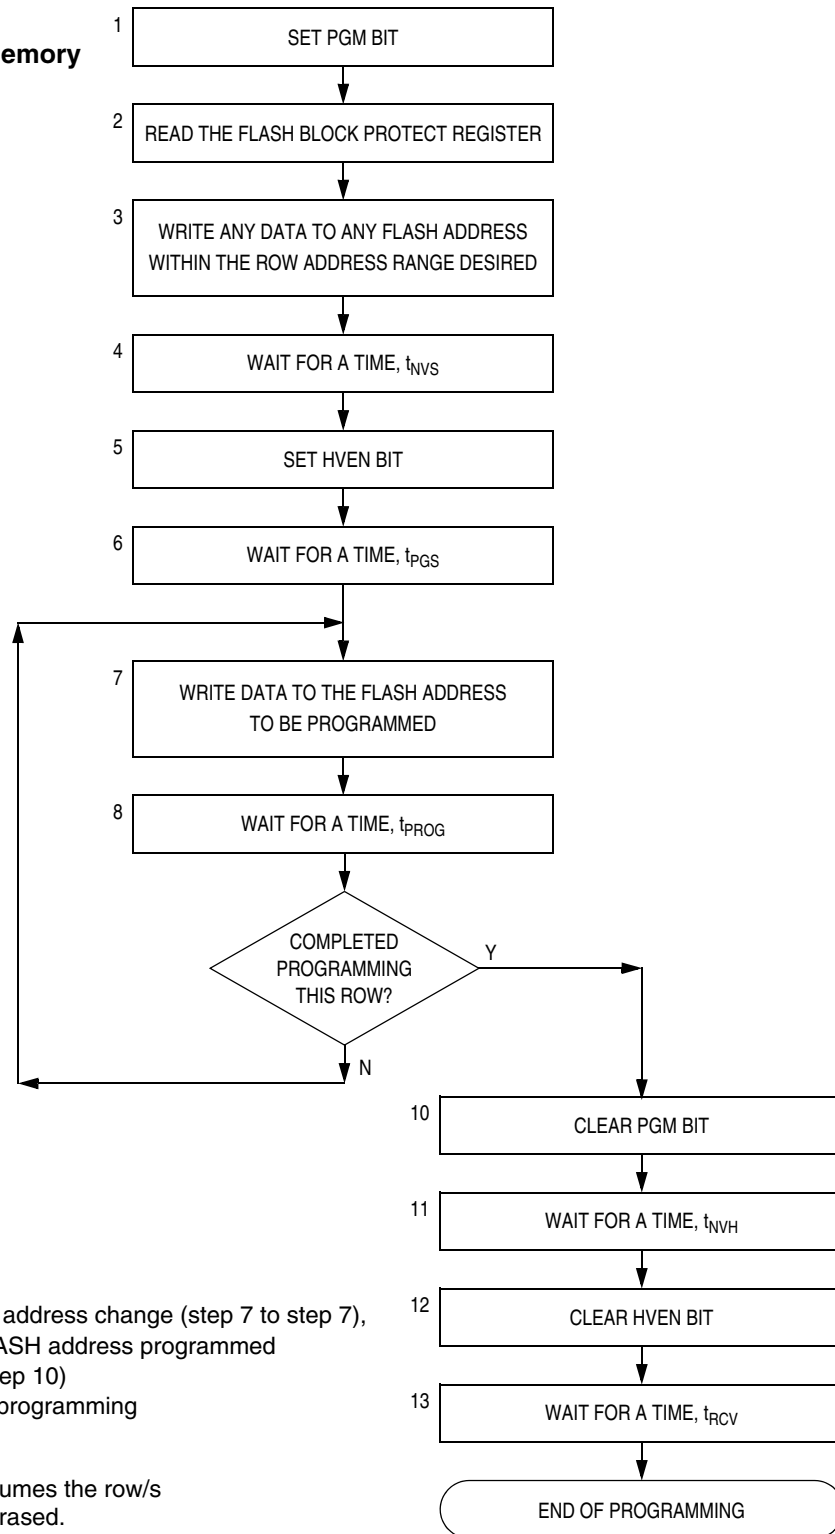 emory
1
SET PGM BIT
2
READ THE FLASH BLOCK PROTECT REGISTER
3
WRITE ANY DATA TO ANY FLASH ADDRESS
WITHIN THE ROW ADDRESS RANGE DESIRED
4
WAIT FOR A TIME, tNVS
5
SET HVEN BIT
6
WAIT FOR A TIME, tPGS
7
WRITE DATA TO THE FLASH ADDRESS
TO BE PROGRAMMED
8
WAIT FOR A TIME, tPROG
COMPLETED
PROGRAMMING
THIS ROW?
Y
N
10
CLEAR PGM BIT
11
WAIT FOR A TIME, tNVH
12
CLEAR HVEN BIT
13
WAIT FOR A TIME, tRCV
END OF PROGRAMMING
address change (step 7 to step 7),
ASH address programmed
ep 10)
programming
umes the row/s
rased.